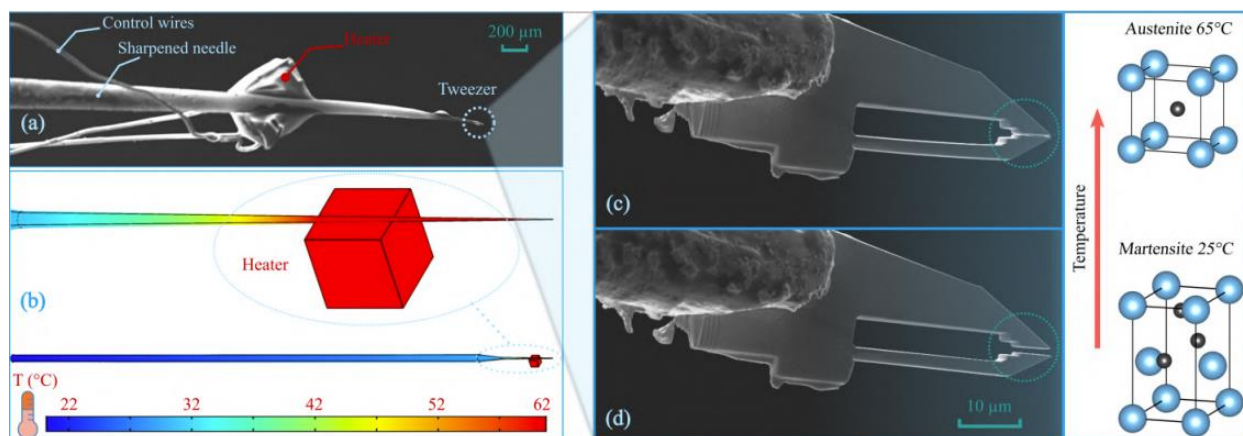 Control wires
Sharpened needle
Heater
200 µm
Tweezer
(a)
Heater
(b)
T (°C)
22 32 42 52 62
(c)
(d)
10 µm
Austenite 65°C
Temperature
Martensite 25°C